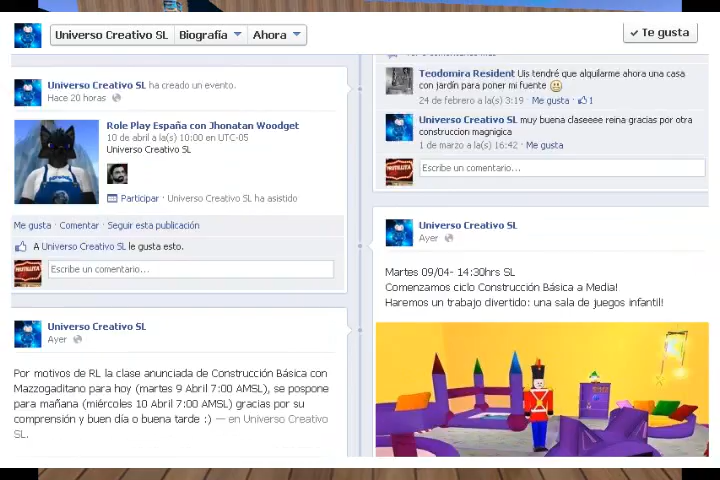 Universo Creativo SL
Biografía
Ahora
Te gusta
Universo Creativo SL ha creado un evento.
Hace 20 horas
Role Play España con Jhonatan Woodget
10 de abril a la(s) 10:00 en UTC-05
Universo Creativo SL
Participar · Universo Creativo SL ha asistido
Me gusta · Comentar · Seguir esta publicación
A Universo Creativo SL le gusta esto.
NUTELLITA
Escribe un comentario...
Universo Creativo SL
Ayer
Por motivos de RL la clase anunciada de Construcción Básica con
Mazzogaditano para hoy (martes 9 Abril 7:00 AMSL), se pospone
para mañana (miércoles 10 Abril 7:00 AMSL) gracias por su
comprensión y buen día o buena tarde :) — en Universo Creativo
SL.
Teodomira Resident Uis tendré que alquilarme ahora una casa
con jardín para poner mi fuente
24 de febrero a la(s) 3:19 · Me gusta · 1
Universo Creativo SL muy buena claseeee reina gracias por otra
construccion magnigica
1 de marzo a la(s) 16:42 · Me gusta
Escribe un comentario...
Universo Creativo SL
Ayer
Martes 09/04- 14:30hrs SL
Comenzamos ciclo Construcción Básica a Media!
Haremos un trabajo divertido: una sala de juegos infantil!